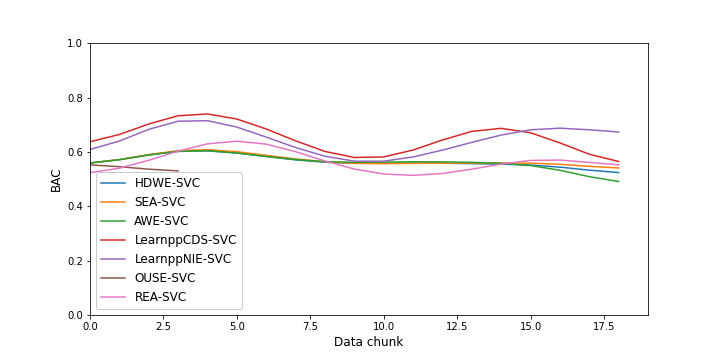 1.0
0.8
0.6
0.4
0.2
0.0
BAC
HDWE-SVC
SEA-SVC
AWE-SVC
LearnppCDS-SVC
LearnppNIE-SVC
OUSE-SVC
REA-SVC
0.0 2.5 5.0 7.5 10.0 12.5 15.0 17.5
Data chunk